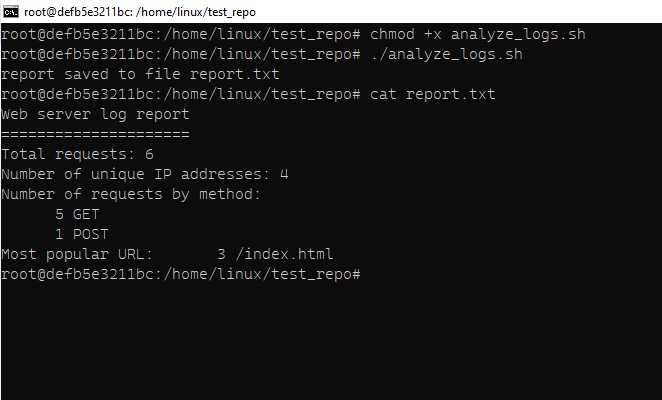 root@defb5e3211bc: /home/linux/test_repo
root@defb5e3211bc:/home/linux/test_repo# chmod +x analyze_logs.sh
root@defb5e3211bc:/home/linux/test_repo# ./analyze_logs.sh
report saved to file report.txt
root@defb5e3211bc:/home/linux/test_repo# cat report.txt
Web server log report
=====================
Total requests: 6
Number of unique IP addresses: 4
Number of requests by method:
      5 GET
      1 POST
Most popular URL:       3 /index.html
root@defb5e3211bc:/home/linux/test_repo#